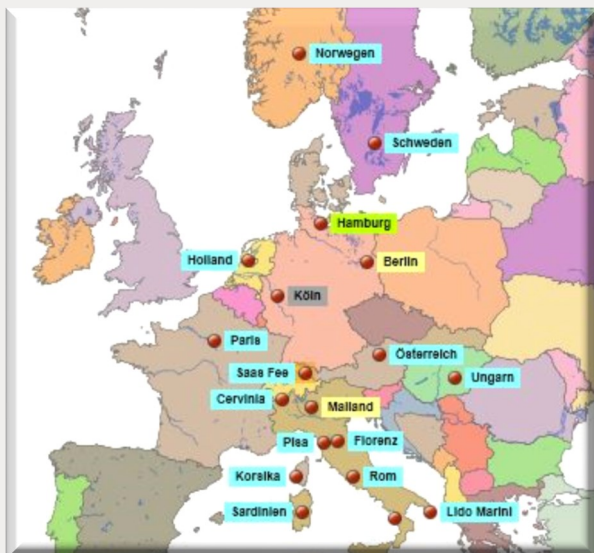 Norwegen
Schweden
Hamburg
Holland
Berlin
Köln
Paris
Österreich
Saas Fee
Ungarn
Cervinia
Mailand
Pisa
Florenz
Korsika
Rom
Sardinien
Lido Marini